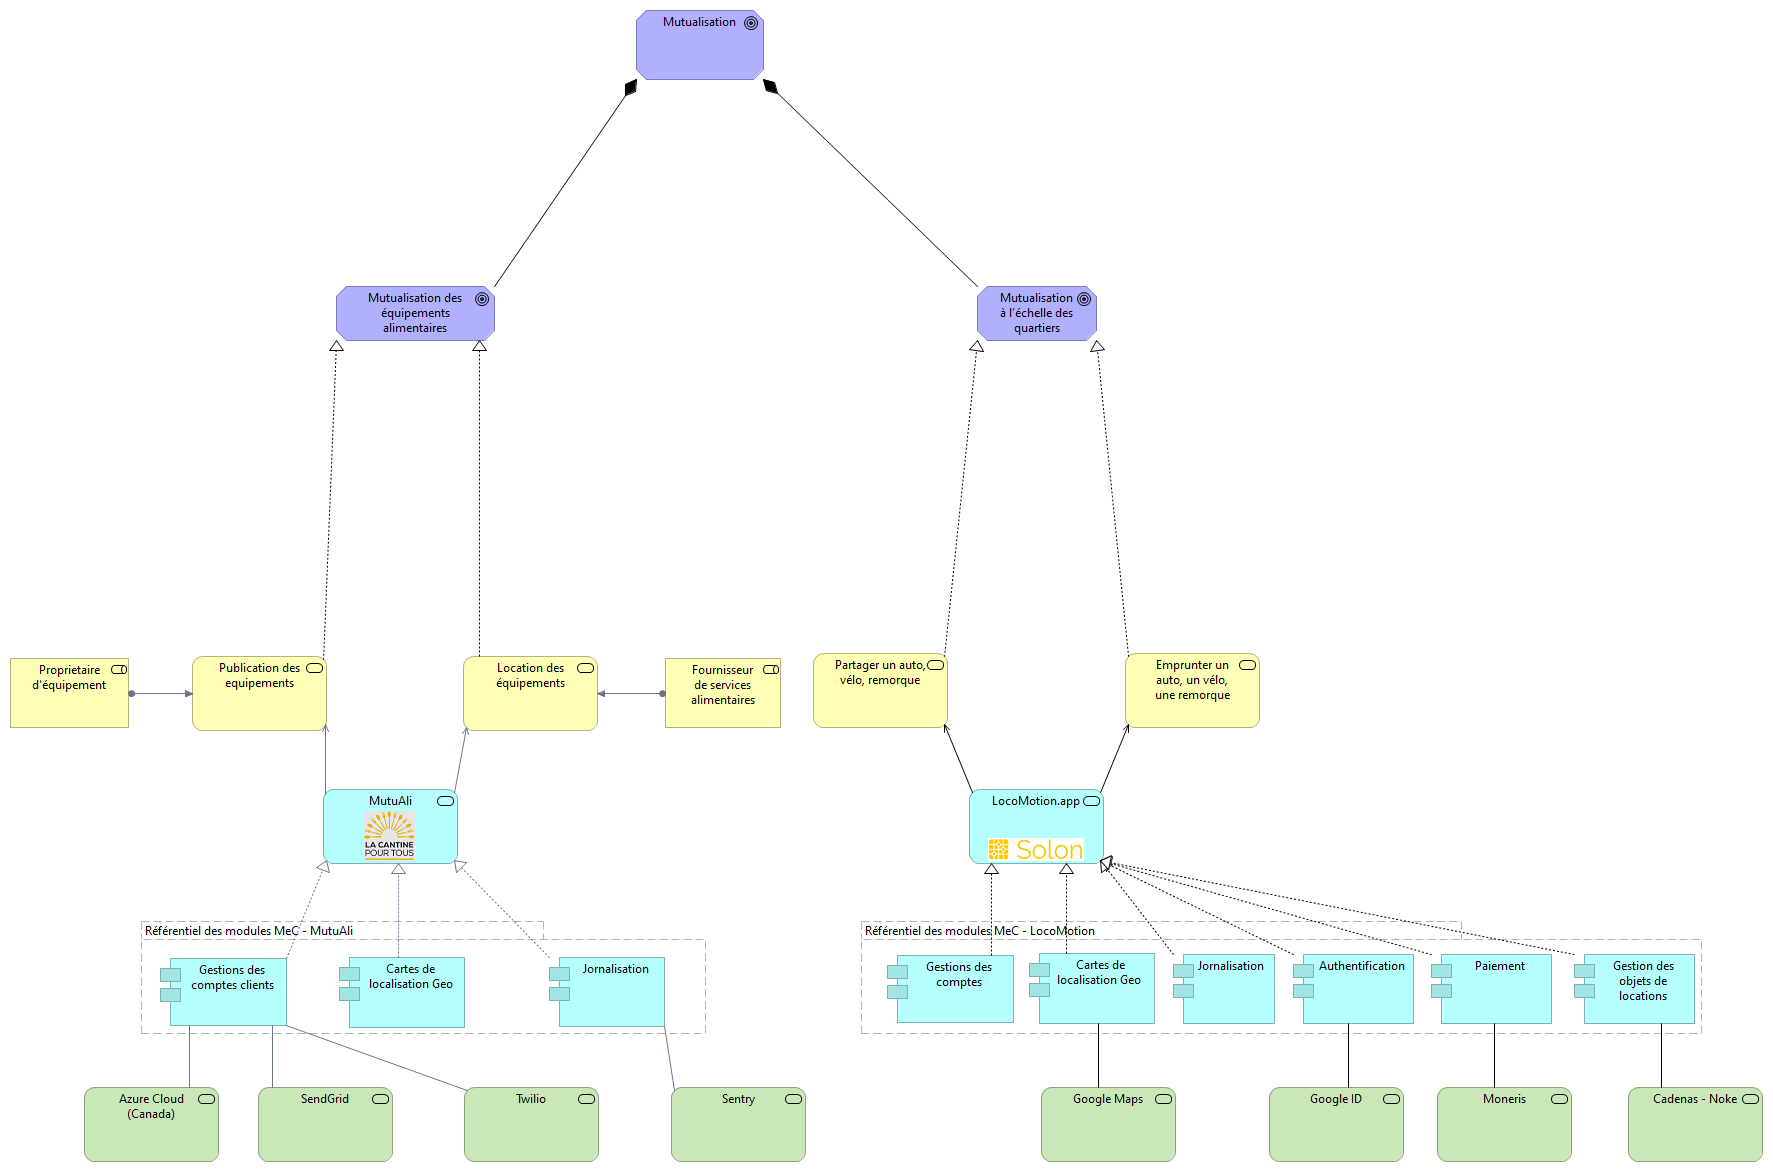 Mutualisation
Mutualisation des
équipements
alimentaires
Mutualisation
à l'échelle des
quartiers
Proprietaire
d'équipement
Publication des
equipements
Location des
équipements
Fournisseur
de services
alimentaires
Partager un auto,
vélo, remorque
Emprunter un
auto, un vélo,
une remorque
MutuAli
LA CANTINE
POUR TOUS
LocoMotion.app
Solon
Référentiel des modules MeC - MutuAli
Gestions des
comptes clients
Cartes de
localisation Geo
Jornalisation
Référentiel des modules MeC - LocoMotion
Gestions des
comptes
Cartes de
localisation Geo
Jornalisation
Authentification
Paiement
Gestion des
objets de
locations
Azure Cloud
(Canada)
SendGrid
Twilio
Sentry
Google Maps
Google ID
Moneris
Cadenas - Noke